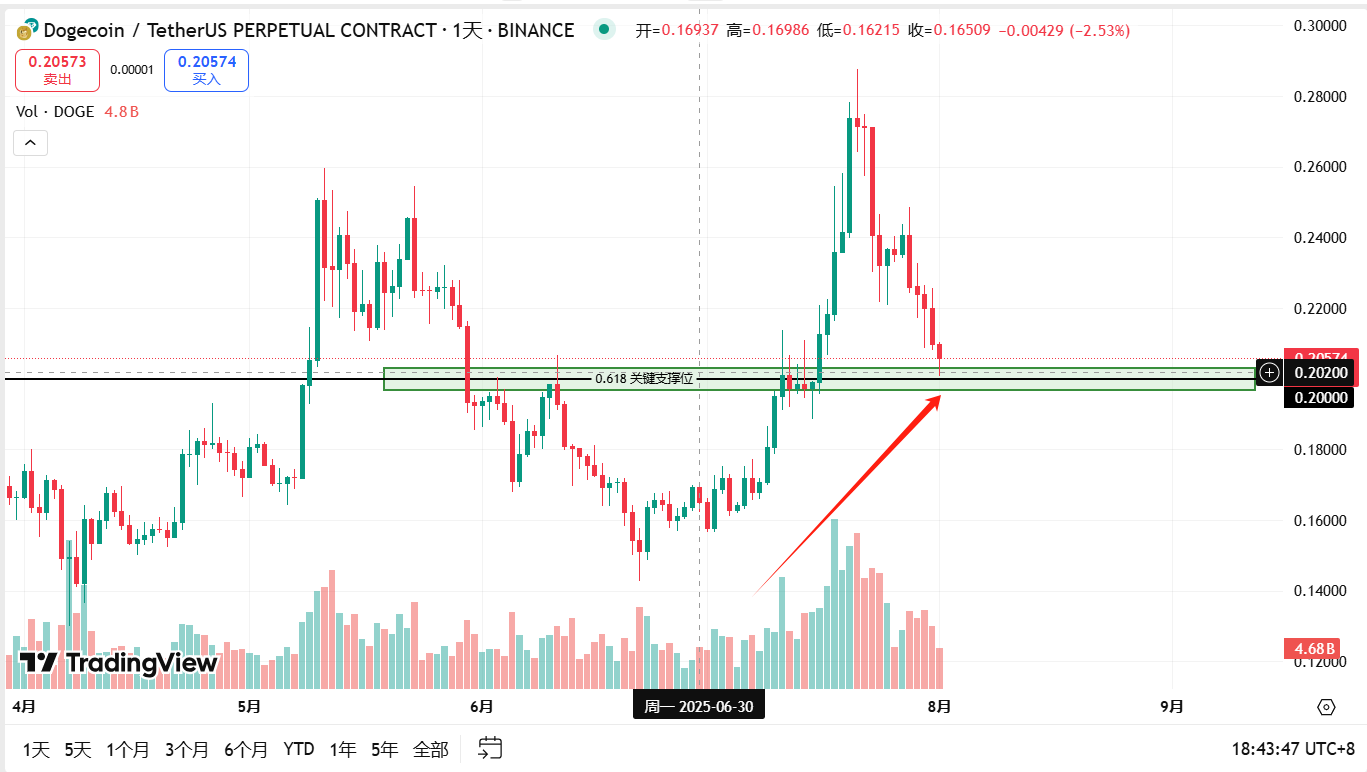 Dogecoin / TetherUS PERPETUAL CONTRACT · 1天 · BINANCE 开=0.16937 高=0.16986 低=0.16215 收=0.16509 −0.00429 (−2.53%)
0.20573 卖出
0.00001
0.20574 买入
Vol · DOGE 4.8 B
0.30000
0.28000
0.26000
0.24000
0.22000
0.20574
0.20200
0.20000
0.18000
0.16000
0.14000
4.68 B
0.12000
0.618 关键支撑位
TradingView
4月 5月 6月 周一 2025-06-30 8月 9月
1天 5天 1个月 3个月 6个月 YTD 1年 5年 全部
18:43:47 UTC+8